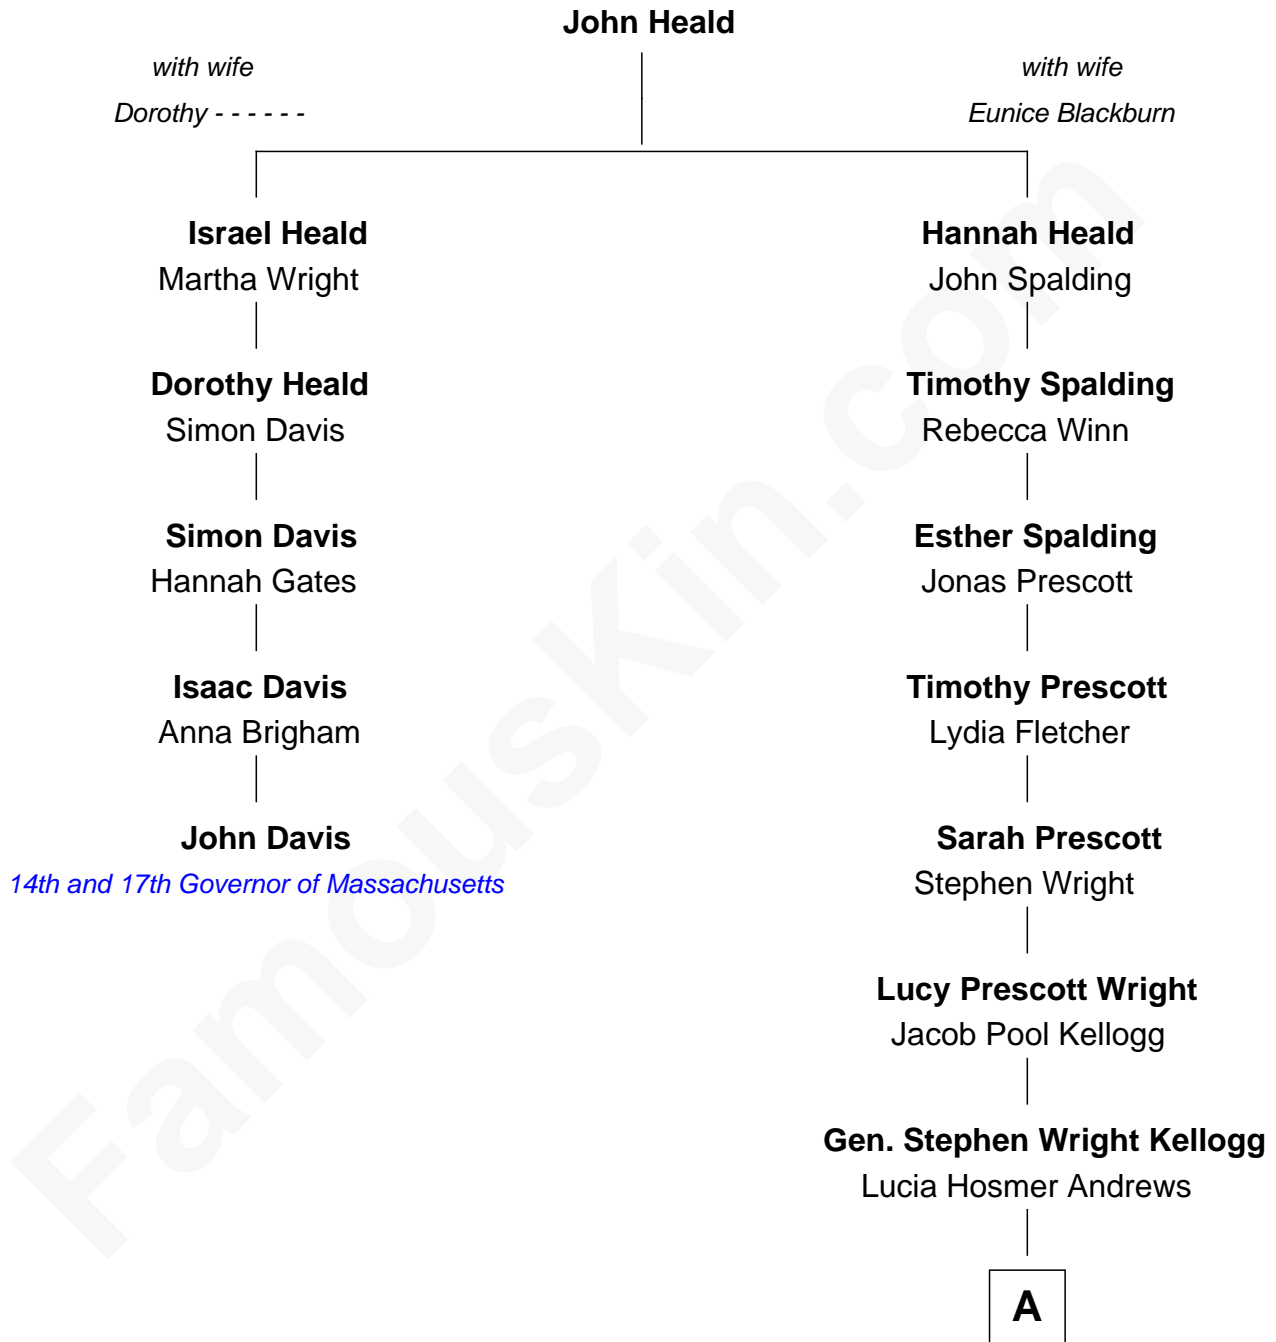 John Heald
with wife
Dorothy - - - - - -
with wife
Eunice Blackburn
Israel Heald
Martha Wright
Hannah Heald
John Spalding
Dorothy Heald
Simon Davis
Timothy Spalding
Rebecca Winn
Simon Davis
Hannah Gates
Esther Spalding
Jonas Prescott
Isaac Davis
Anna Brigham
Timothy Prescott
Lydia Fletcher
John Davis
14th and 17th Governor of Massachusetts
Sarah Prescott
Stephen Wright
Lucy Prescott Wright
Jacob Pool Kellogg
Gen. Stephen Wright Kellogg
Lucia Hosmer Andrews
A
FamousKin.com